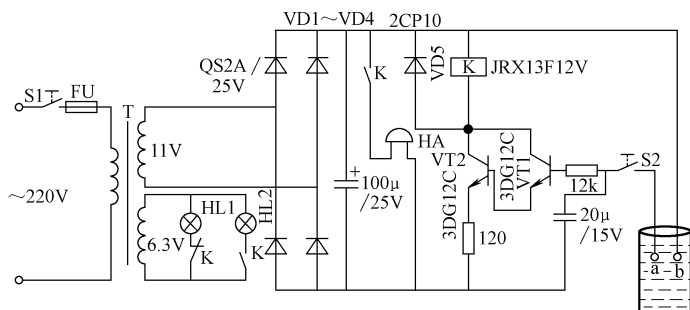 VD1～VD4 2CP10
QS2A/
25V
K
VD5
K
JRX13F12V
S1
FU
T
11V
HA
～220V
100μ
/25V
+
VT2
3DG12C
3DG12C
VT1
S2
12k
HL1
HL2
6.3V
K
K
20μ
/15V
120
a
b